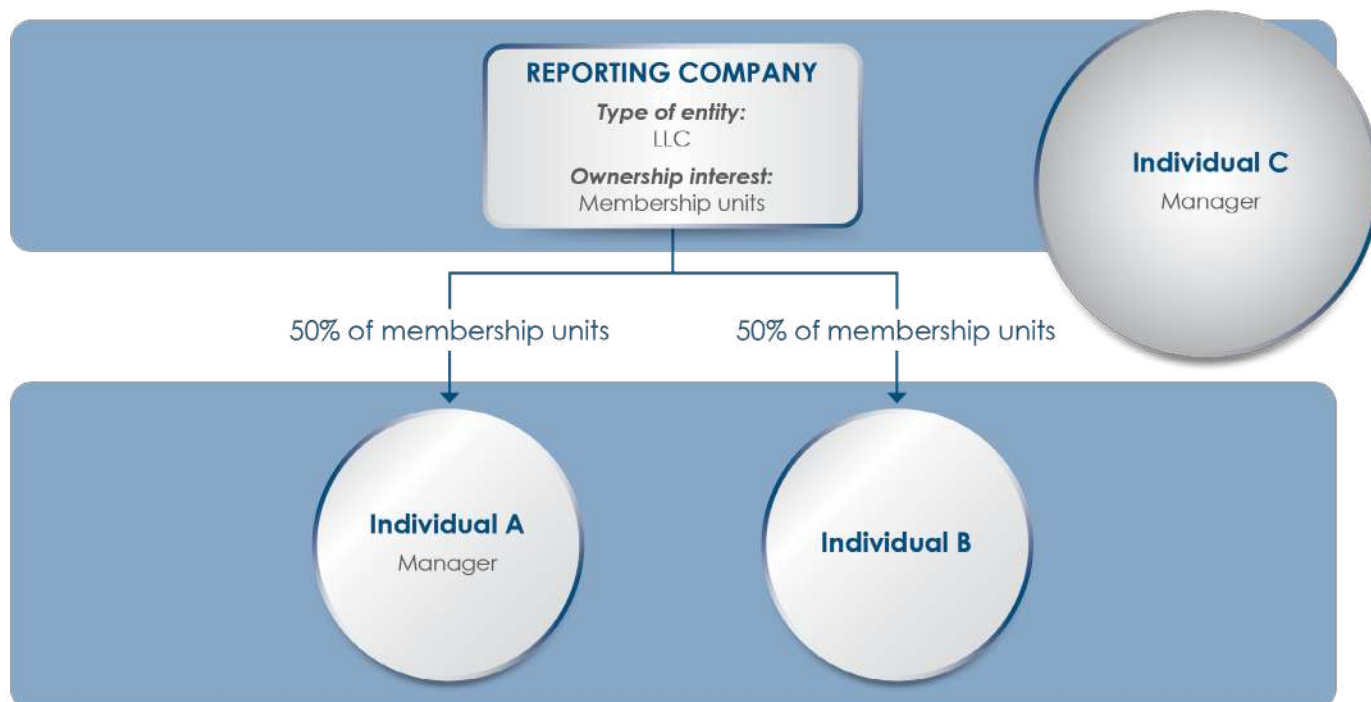 REPORTING COMPANY
Type of entity:
LLC
Ownership interest:
Membership units
Individual C
Manager
50% of membership units
50% of membership units
Individual A
Manager
Individual B